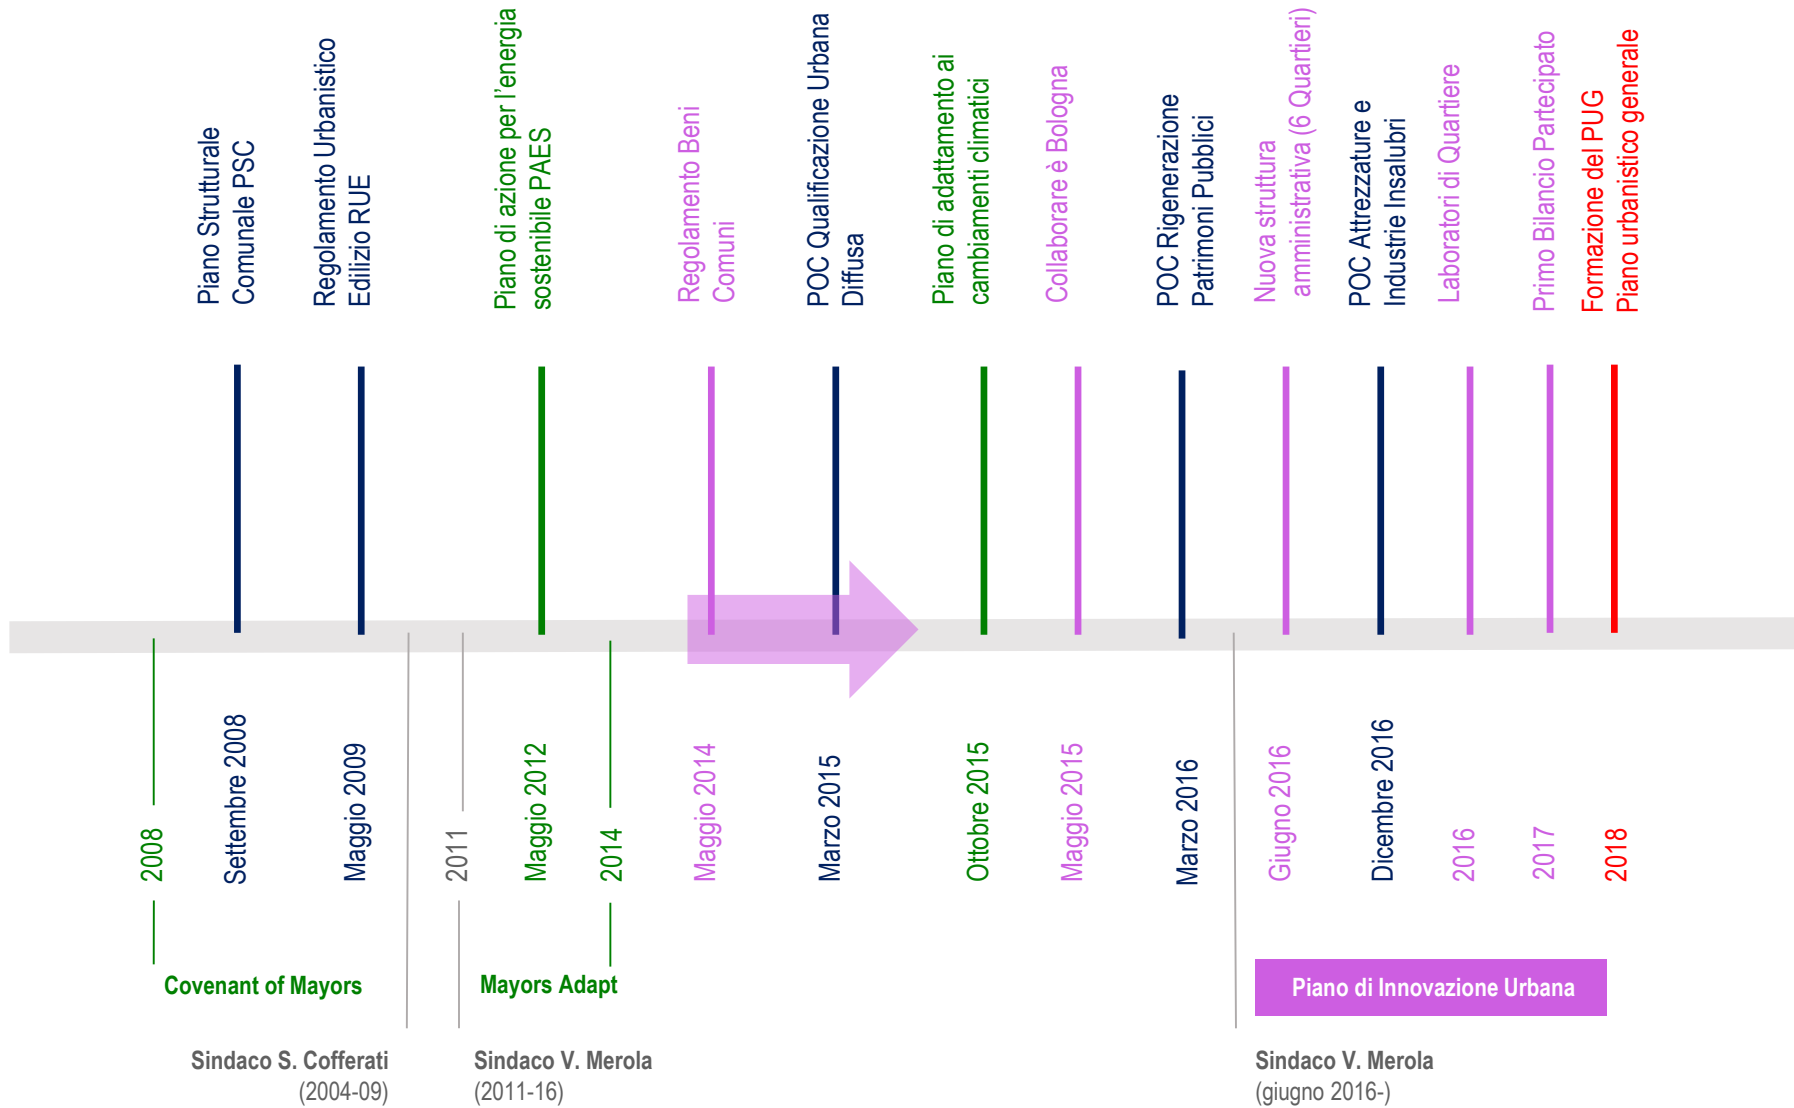 Piano Strutturale
Comunale PSC
Regolamento Urbanistico
Edilizio RUE
Piano di azione per l'energia
sostenibile PAES
Regolamento Beni
Comuni
POC Qualificazione Urbana
Diffusa
Piano di adattamento ai
cambiamenti climatici
Collaborare è Bologna
POC Rigenerazione
Patrimoni Pubblici
Nuova struttura
amministrativa (6 Quartieri)
POC Attrezzature e
Industrie Insalubri
Laboratori di Quartiere
Primo Bilancio Partecipato
Formazione del PUG
Piano urbanistico generale
2008
Settembre 2008
Maggio 2009
2011
Maggio 2012
2014
Maggio 2014
Marzo 2015
Ottobre 2015
Maggio 2015
Marzo 2016
Giugno 2016
Dicembre 2016
2016
2017
2018
Covenant of Mayors
Mayors Adapt
Piano di Innovazione Urbana
Sindaco S. Cofferati
(2004-09)
Sindaco V. Merola
(2011-16)
Sindaco V. Merola
(giugno 2016-)